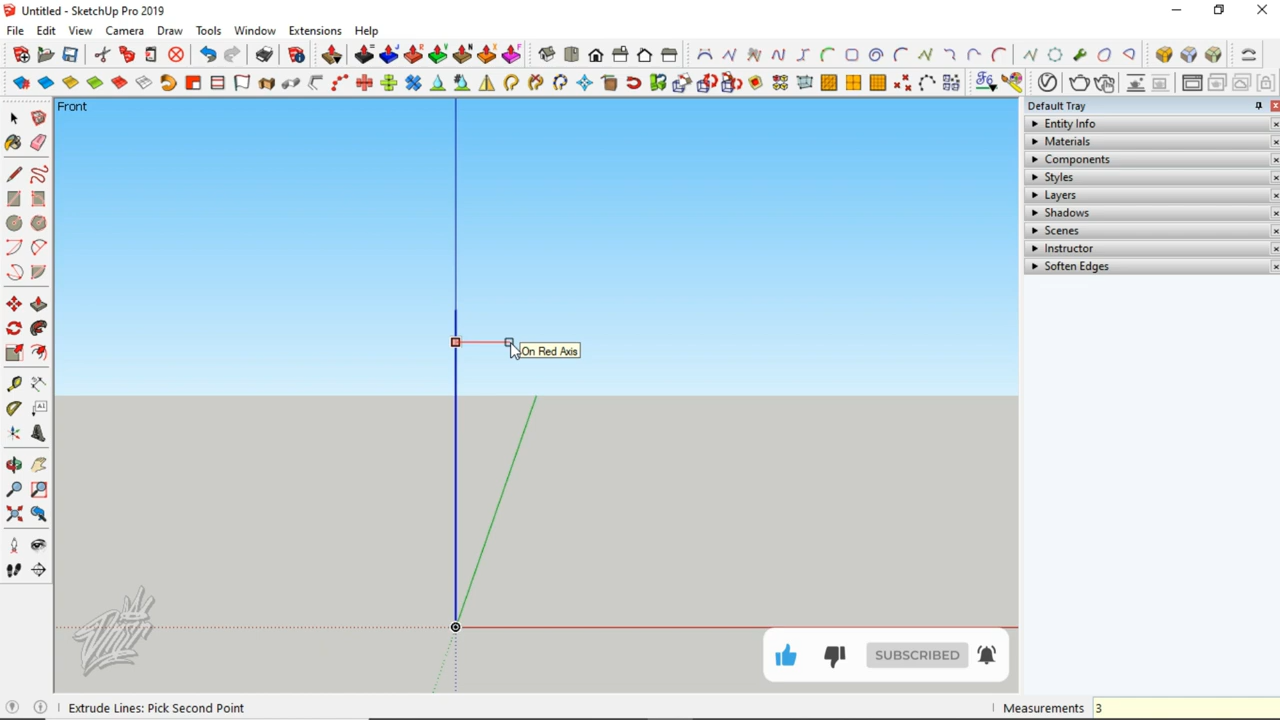 Untitled - SketchUp Pro 2019
File Edit View Camera Draw Tools Window Extensions Help
Front
Default Tray
Entity Info
Materials
Components
Styles
Layers
Shadows
Scenes
Instructor
Soften Edges
On Red Axis
SUBSCRIBED
Extrude Lines: Pick Second Point
Measurements 3